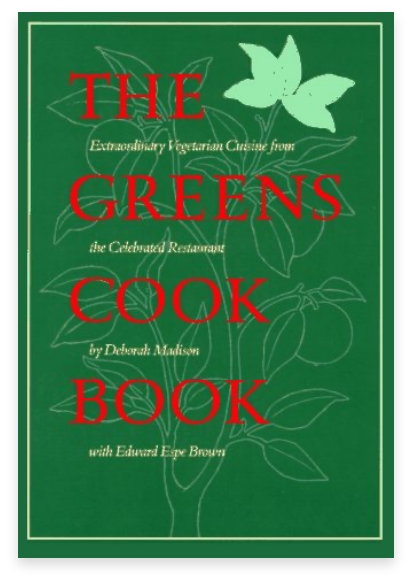 THE
Extraordinary Vegetarian Cuisine from
GREENS
the Celebrated Restaurant
COOK
by Deborah Madison
BOOK
with Edward Espe Brown